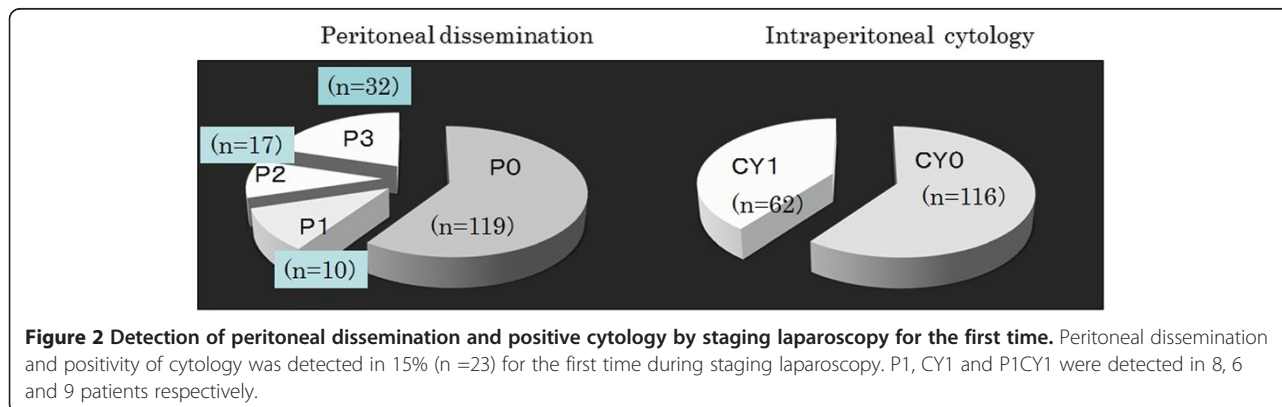 Peritoneal dissemination
Intraperitoneal cytology
(n=32)
P3
(n=17)
P2
P1
(n=10)
P0
(n=119)
CY1
(n=62)
CY0
(n=116)
Figure 2 Detection of peritoneal dissemination and positive cytology by staging laparoscopy for the first time. Peritoneal dissemination
and positivity of cytology was detected in 15% (n =23) for the first time during staging laparoscopy. P1, CY1 and P1CY1 were detected in 8, 6
and 9 patients respectively.